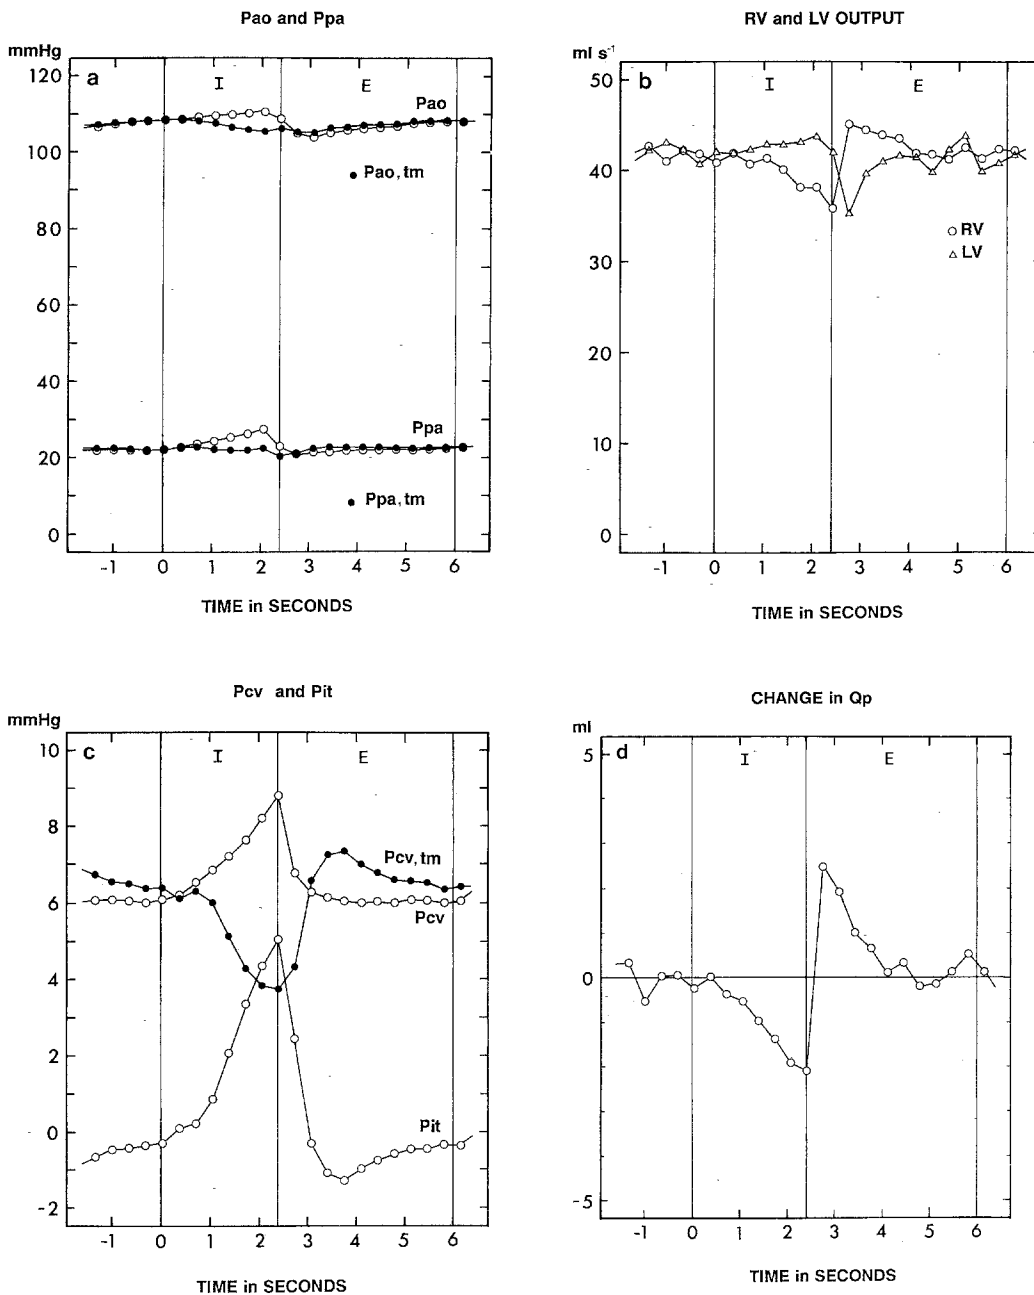 Pao and Ppa
mmHg
a
I
E
120
100
80
60
40
20
0
Pao
Pao, tm
Ppa
Ppa, tm
-1 0 1 2 3 4 5 6
TIME in SECONDS
RV and LV OUTPUT
ml s⁻¹
b
I
E
50
40
30
20
10
0
RV
LV
-1 0 1 2 3 4 5 6
TIME in SECONDS
Pcv and Pit
mmHg
c
I
E
10
8
6
4
2
0
-2
Pcv, tm
Pcv
Pit
-1 0 1 2 3 4 5 6
TIME in SECONDS
CHANGE in Qp
ml
d
I
E
5
0
-5
-1 0 1 2 3 4 5 6
TIME in SECONDS